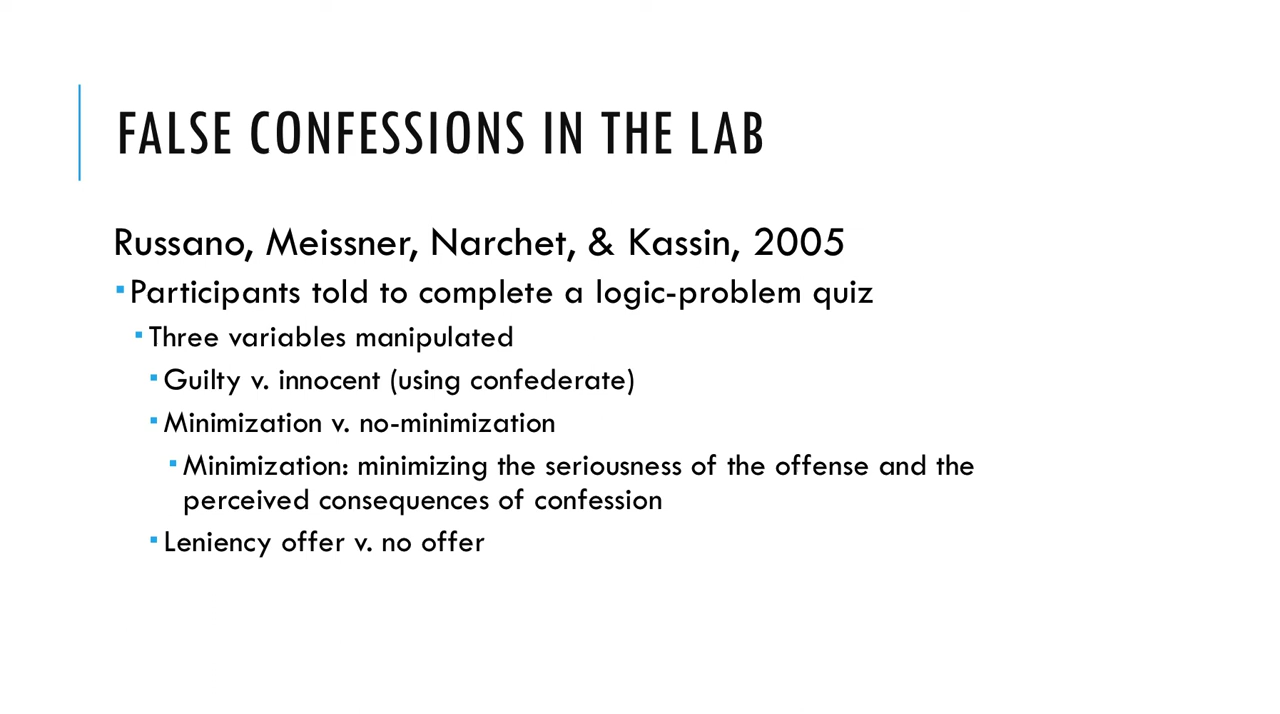 FALSE CONFESSIONS IN THE LAB
Russano, Meissner, Narchet, & Kassin, 2005
▪Participants told to complete a logic-problem quiz
▪Three variables manipulated
▪Guilty v. innocent (using confederate)
▪Minimization v. no-minimization
▪Minimization: minimizing the seriousness of the offense and the
perceived consequences of confession
▪Leniency offer v. no offer